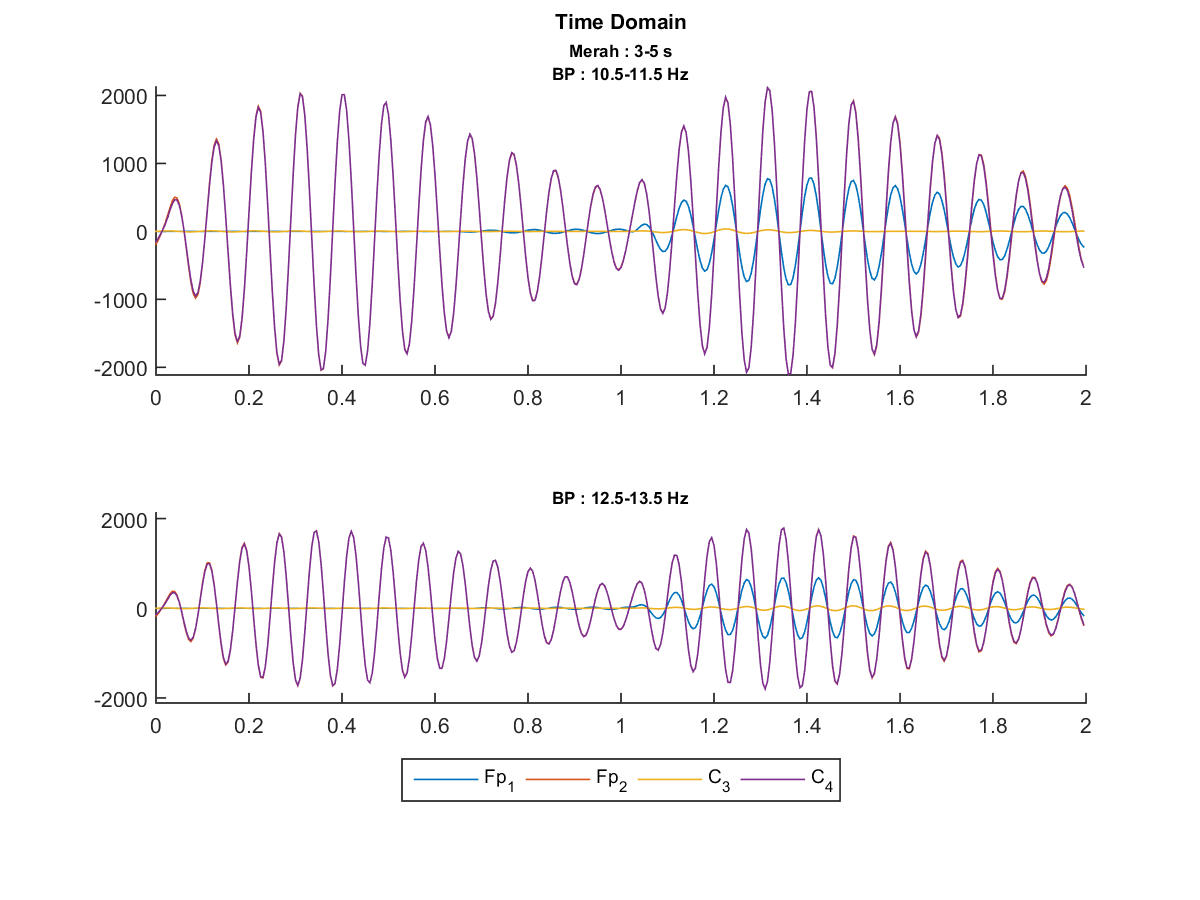 Time Domain
Merah : 3-5 s
BP : 10.5-11.5 Hz
2000
1000
0
-1000
-2000
0 0.2 0.4 0.6 0.8 1 1.2 1.4 1.6 1.8 2
BP : 12.5-13.5 Hz
2000
0
-2000
0 0.2 0.4 0.6 0.8 1 1.2 1.4 1.6 1.8 2
Fp1 Fp2 C3 C4